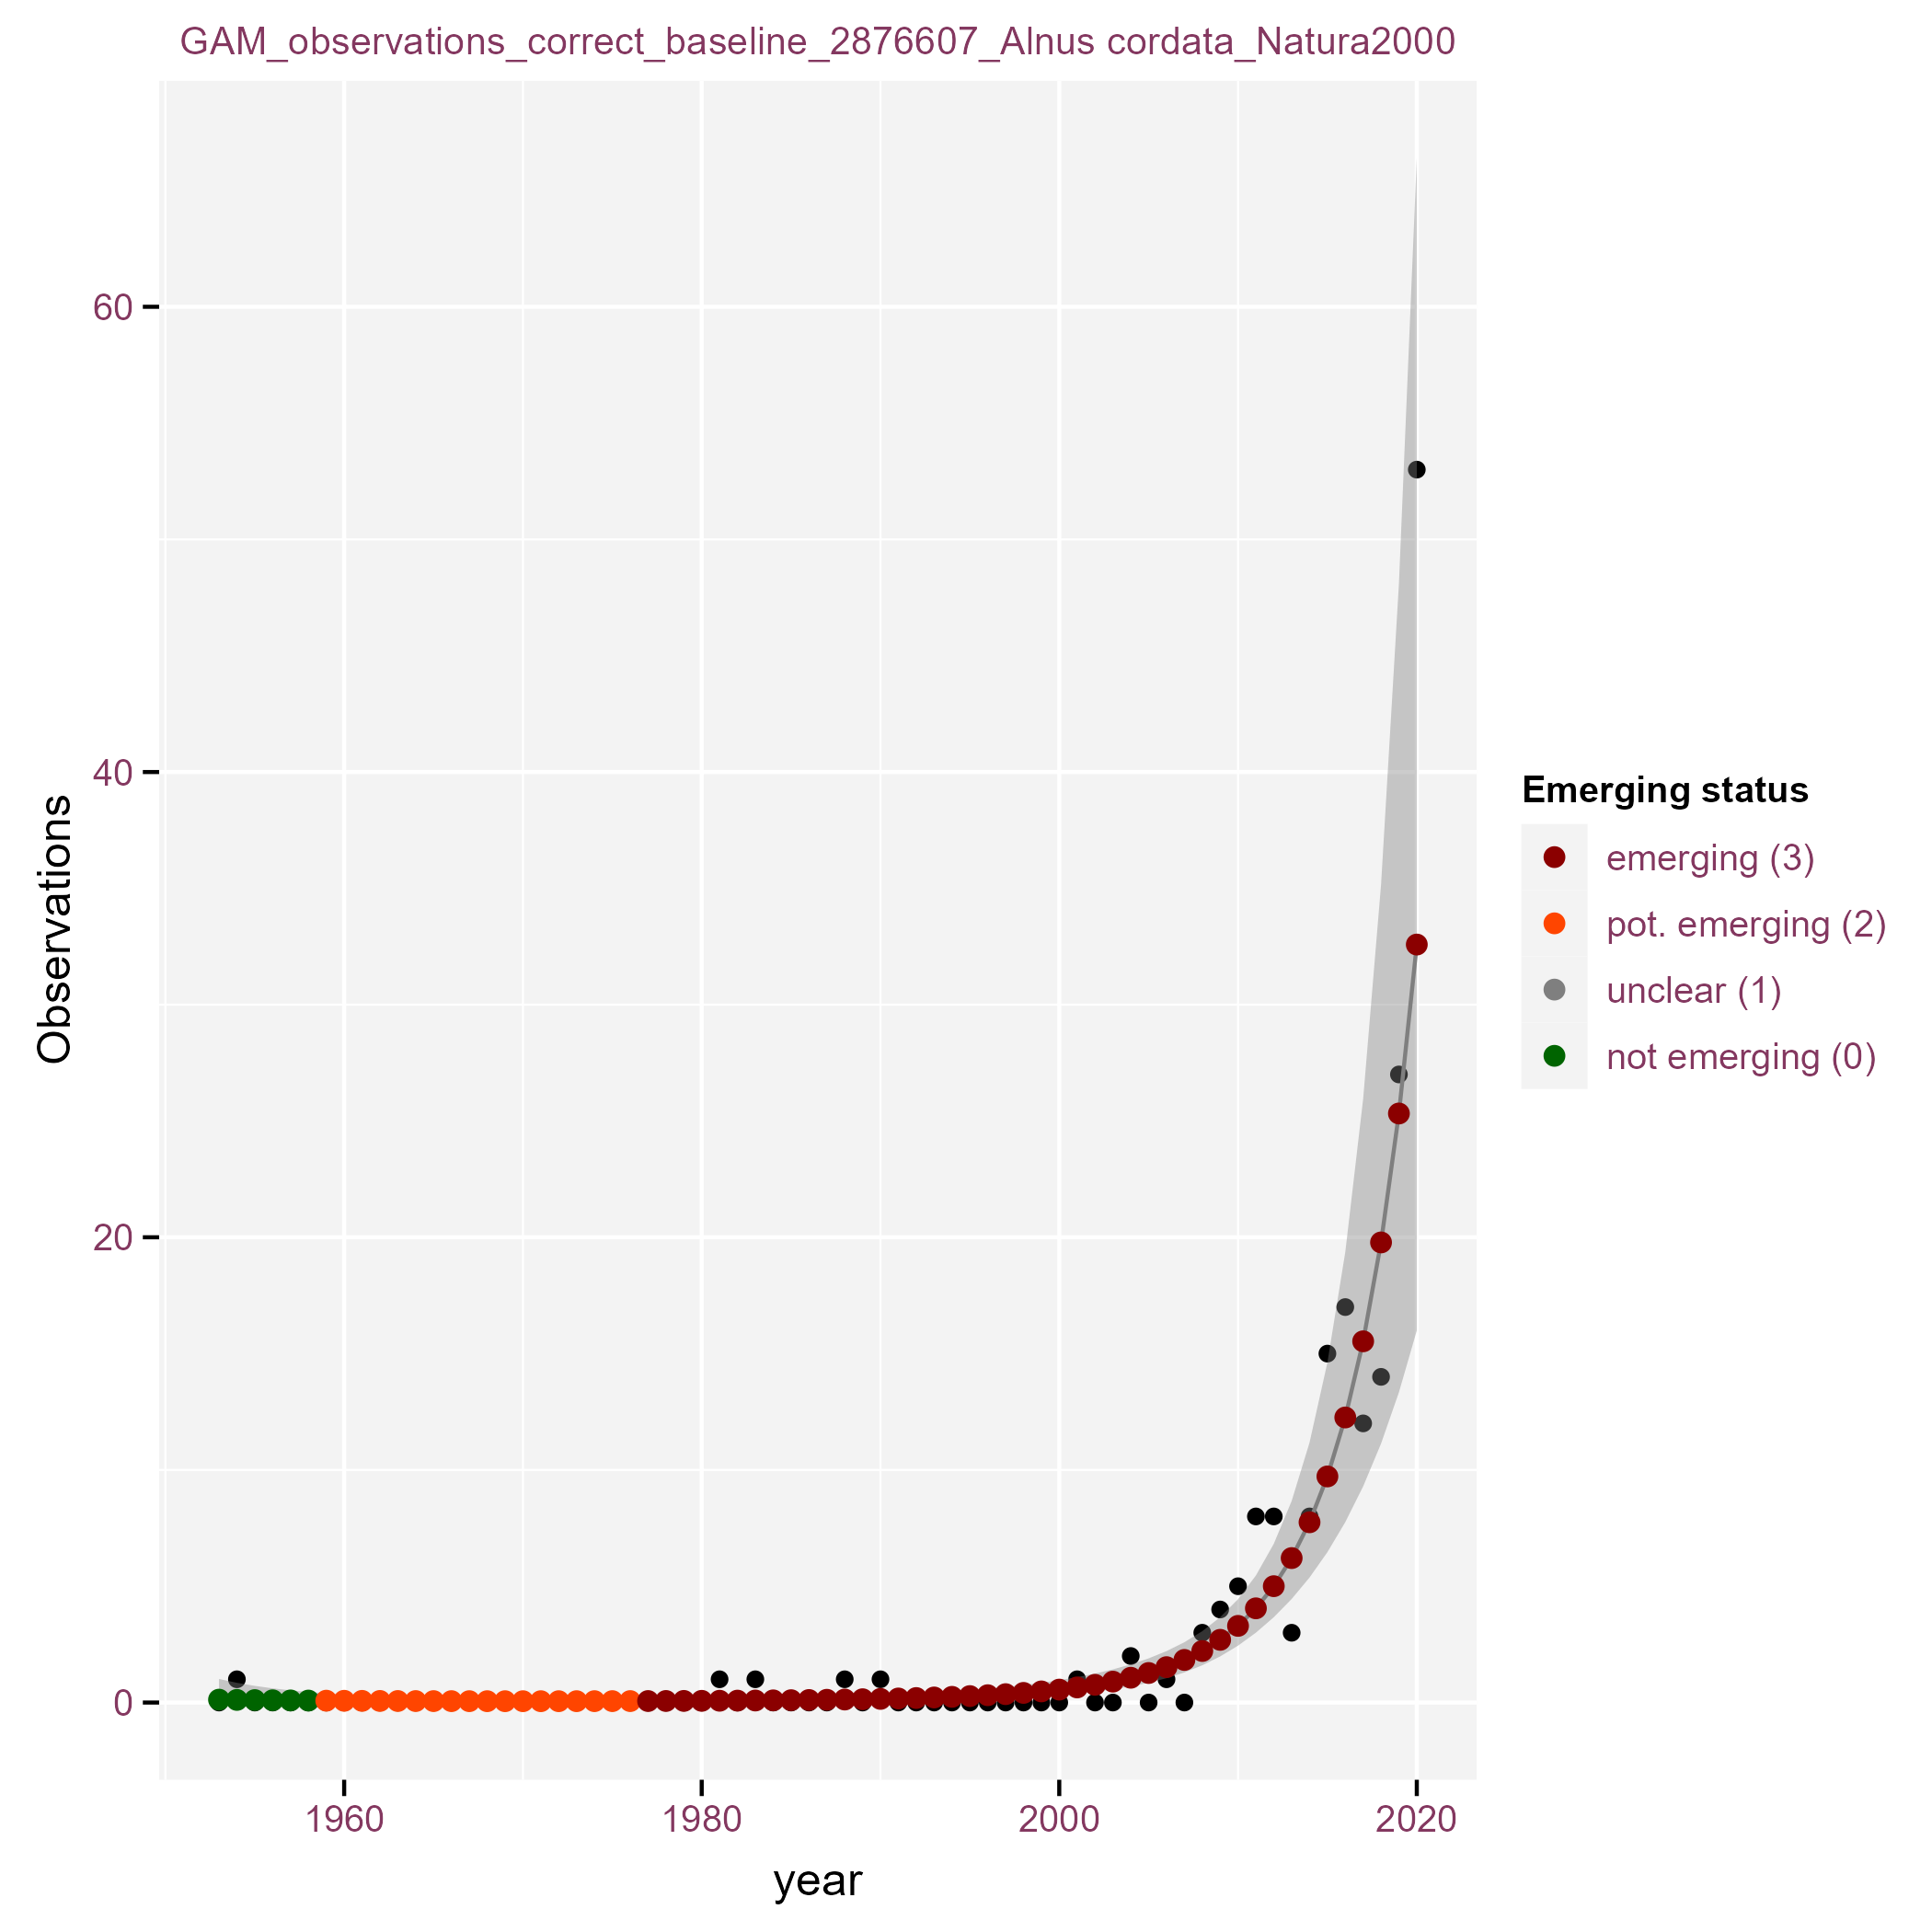 GAM_observations_correct_baseline_2876607_Alnus cordata_Natura2000
60
40
20
0
Observations
1960
1980
2000
2020
year
Emerging status
emerging (3)
pot. emerging (2)
unclear (1)
not emerging (0)